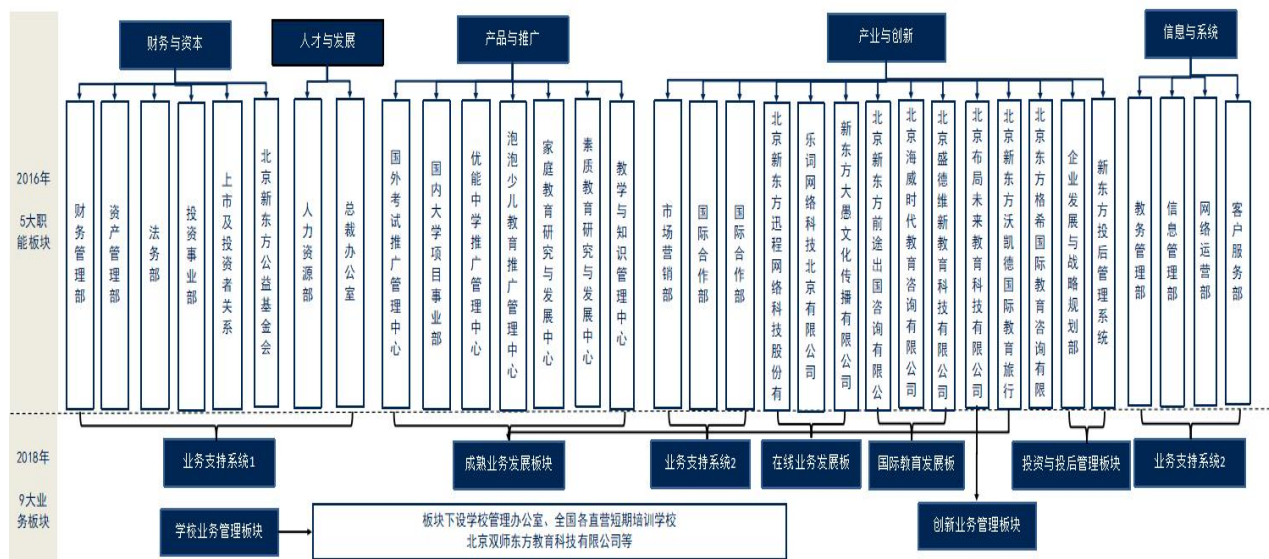 财务与资本
人才与发展
产品与推广
产业与创新
信息与系统
2016年
5大职
能板块
财务管理部
资产管理部
法务部
投资事业部
上市及投资者关系
北京新东方公益基金会
人力资源部
总裁办公室
国外考试推广管理中心
国内大学项目事业部
优能中学推广管理中心
泡泡少儿教育推广管理中心
家庭教育研究与发展中心
素质教育研究与发展中心
教学与知识管理中心
市场营销部
国际合作部
国际合作部
北京新东方迅程网络科技股份有
乐词网络科技北京有限公司
新东方大愚文化传播有限公司
北京新东方前途出国咨询有限公
北京海威时代教育咨询有限公司
北京盛德维新教育科技有限公司
北京布局未来教育科技有限公司
北京新东方沃凯德国际教育旅行
北京东方格希国际教育咨询有限
企业发展与战略规划部
新东方投后管理系统
教务管理部
信息管理部
网络运营部
客户服务部
2018年
9大业
务板块
业务支持系统1
成熟业务发展板块
业务支持系统2
在线业务发展板
国际教育发展板
投资与投后管理板块
业务支持系统2
学校业务管理板块
板块下设学校管理办公室、全国各直营短期培训学校
北京双师东方教育科技有限公司等
创新业务管理板块